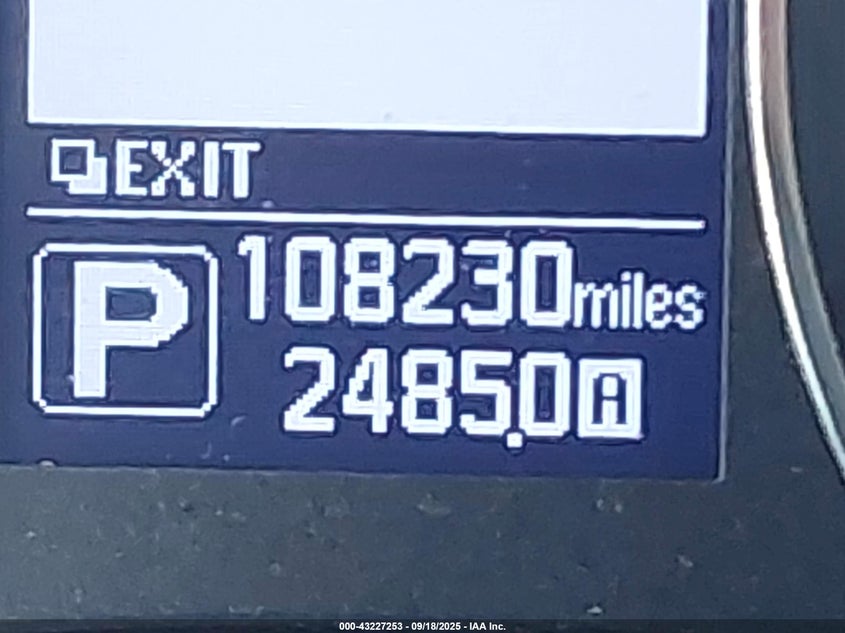 EXIT
P
108230miles
2485.0A
000-43227253 - 09/18/2025 - IAA Inc.